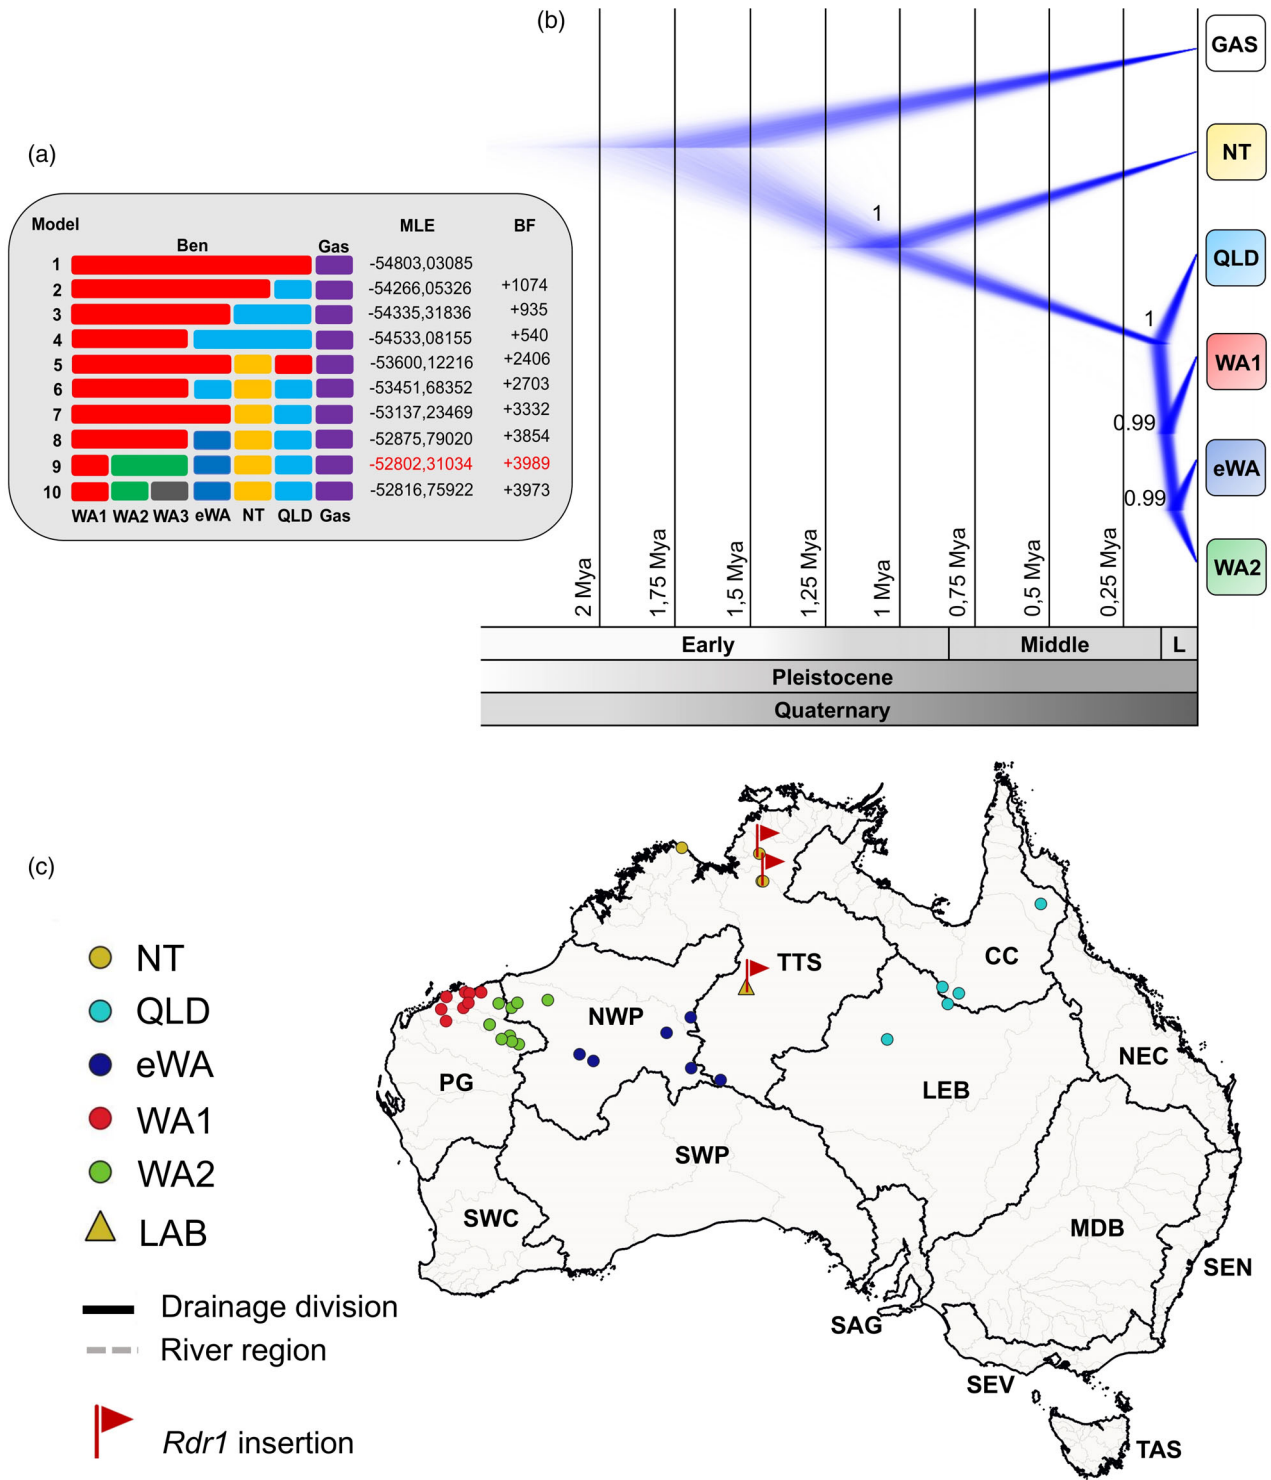 (a)
Model Ben Gas MLE BF
1 -54803,03085
2 -54266,05326 +1074
3 -54335,31836 +935
4 -54533,08155 +540
5 -53600,12216 +2406
6 -53451,68352 +2703
7 -53137,23469 +3332
8 -52875,79020 +3854
9 -52802,31034 +3989
10 -52816,75922 +3973
WA1 WA2 WA3 eWA NT QLD Gas
(b)
GAS
NT
QLD
WA1
eWA
WA2
1
1
0.99
0.99
2 Mya
1,75 Mya
1,5 Mya
1,25 Mya
1 Mya
0,75 Mya
0,5 Mya
0,25 Mya
Early Middle L
Pleistocene
Quaternary
(c)
NT
QLD
eWA
WA1
WA2
LAB
Drainage division
River region
Rdr1 insertion
CC
TTS
NWP
NEC
PG
LEB
SWP
SWC
MDB
SEN
SAG
SEV
TAS